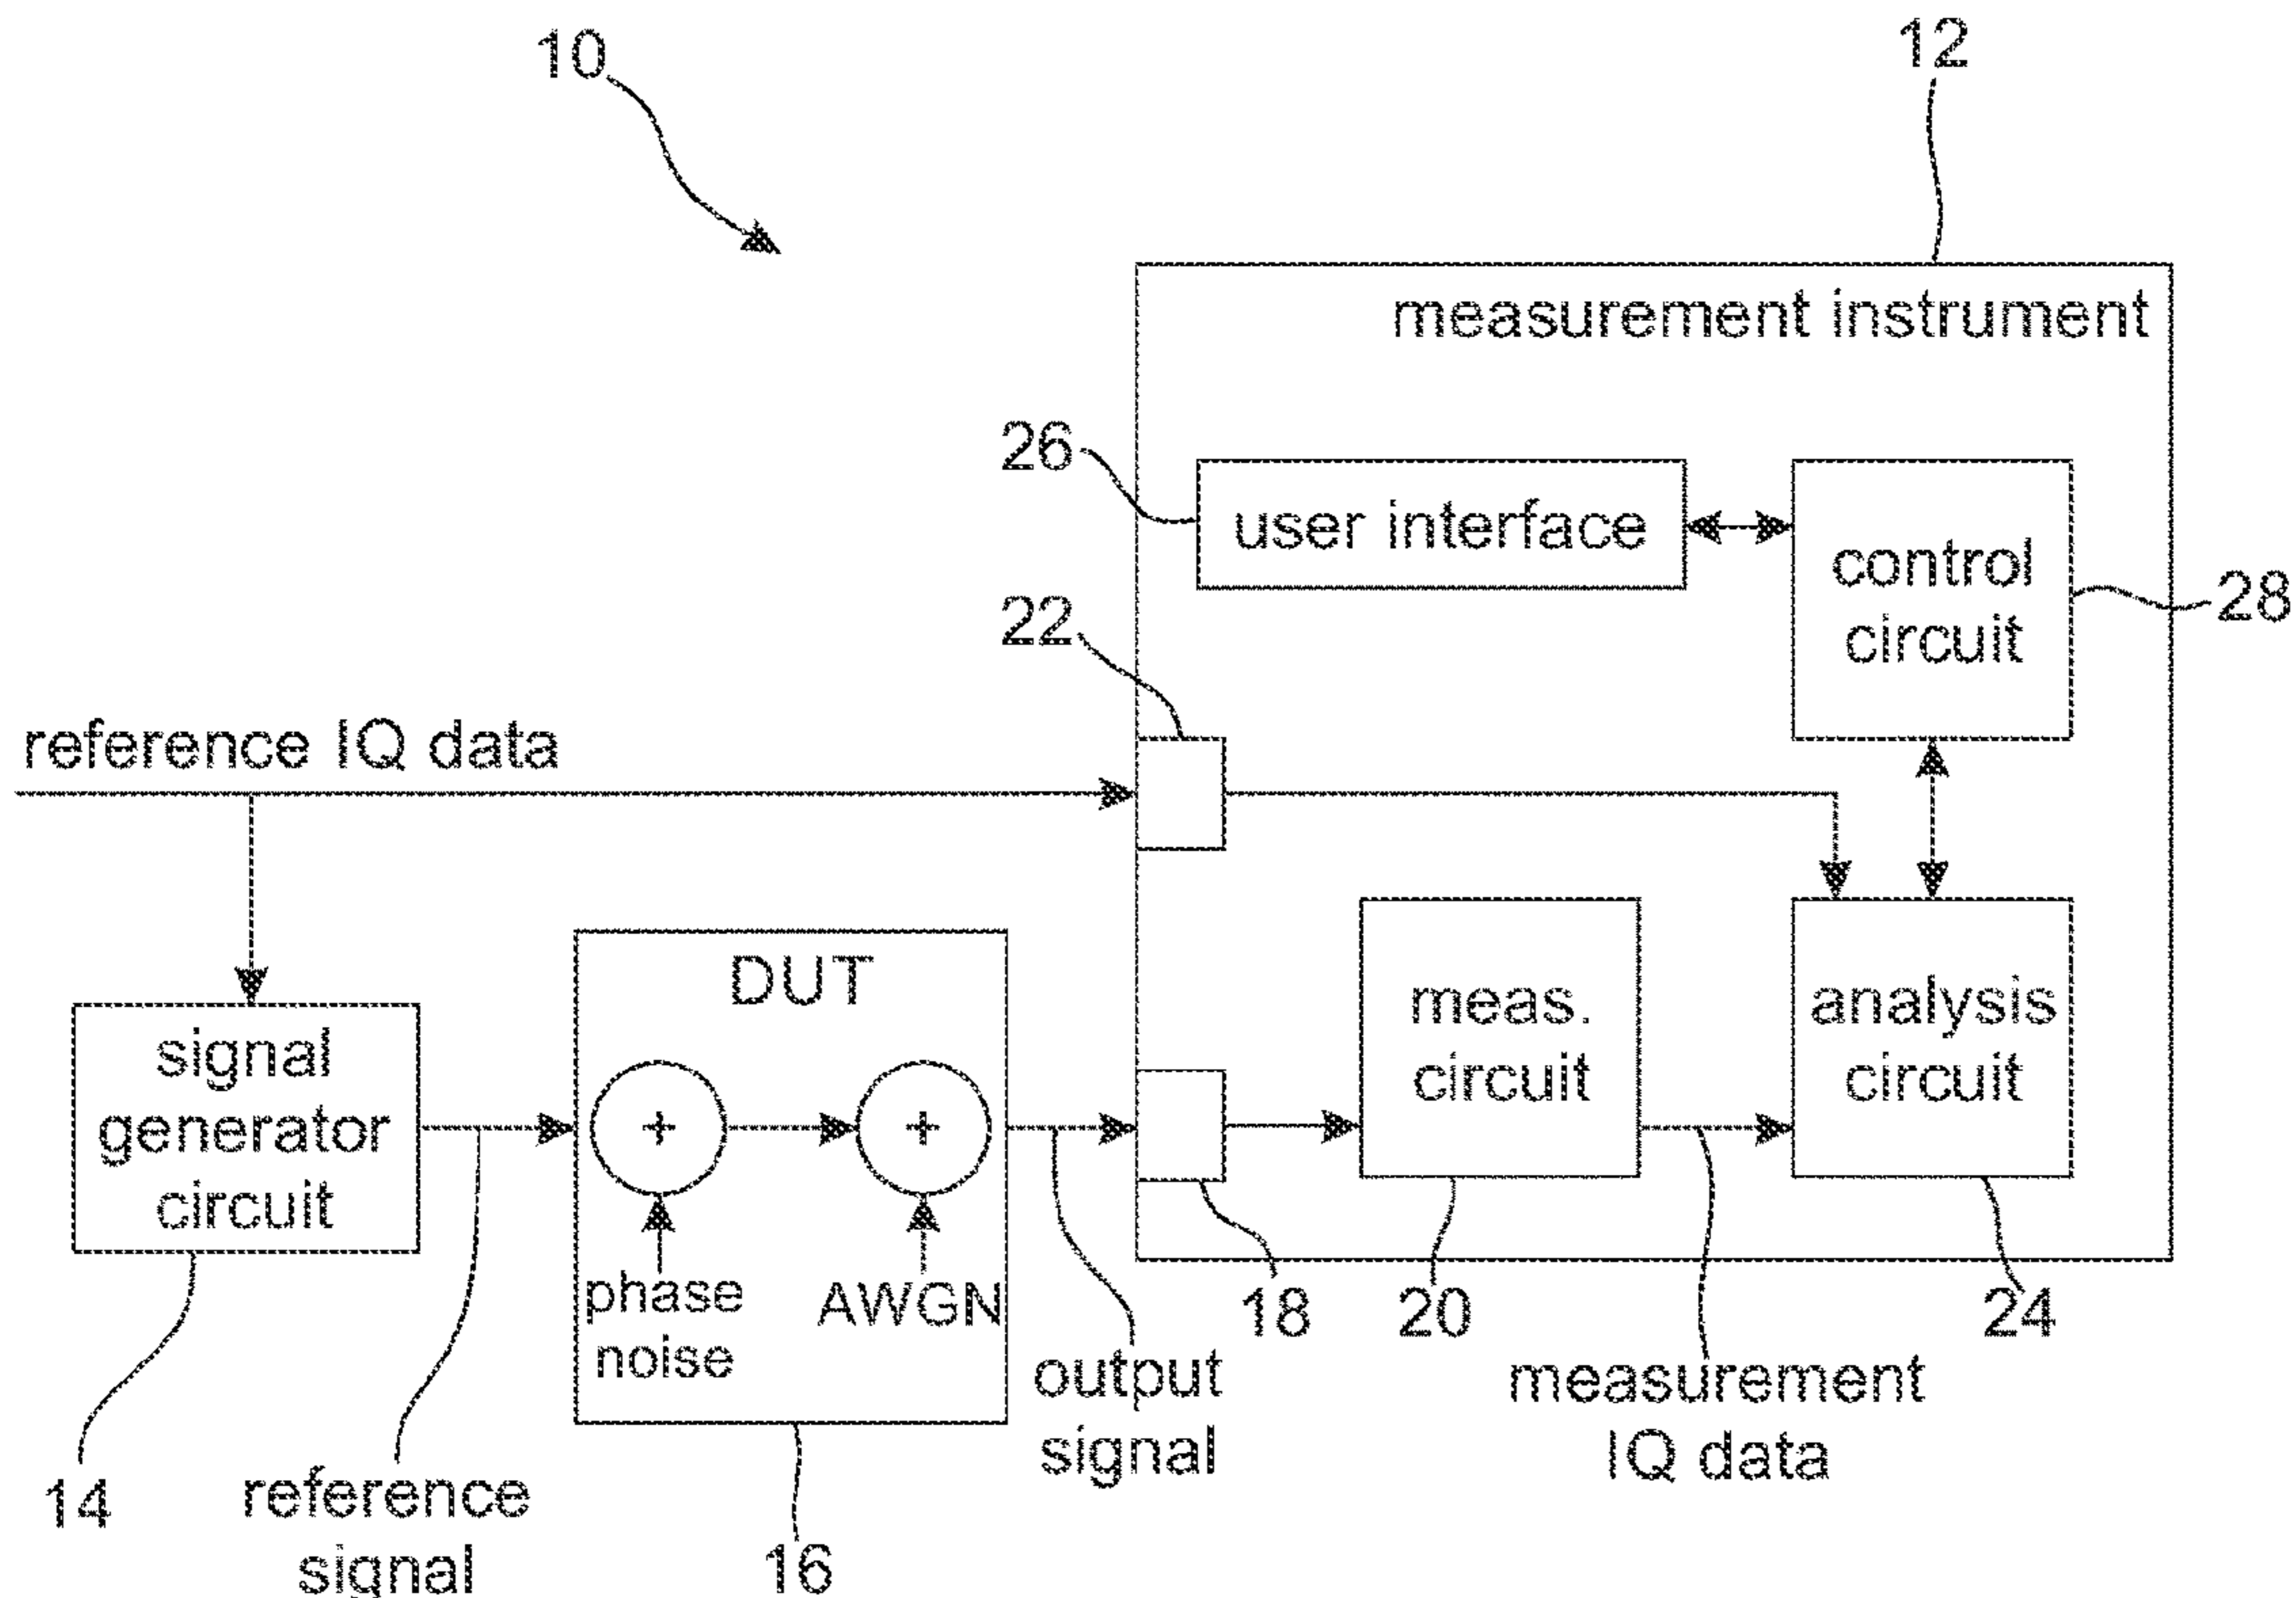 10
12
measurement instrument
26
user interface
control
circuit
28
22
reference IQ data
signal
generator
circuit
DUT
+
+
phase
noise
AWGN
meas.
circuit
analysis
circuit
18
20
24
output
signal
measurement
IQ data
14
reference
signal
16